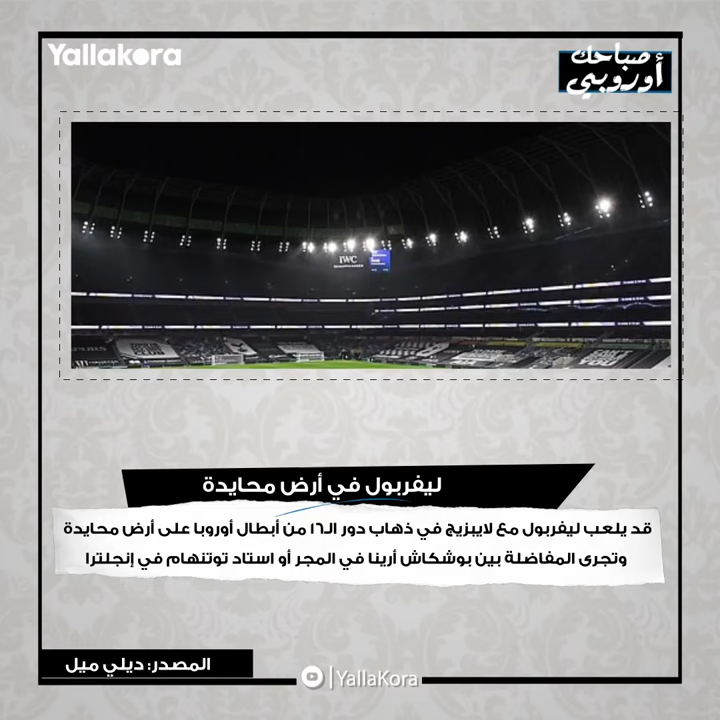 Yallakora
صباحك
أوروبي
IWC
SCHAFFHAUSEN
ليفربول في أرض محايدة
قد يلعب ليفربول مع لايبزيج في ذهاب دور الـ١٦ من أبطال أوروبا على أرض محايدة
وتجرى المفاضلة بين بوشكاش أرينا في المجر أو استاد توتنهام في إنجلترا
المصدر: ديلي ميل
YallaKora